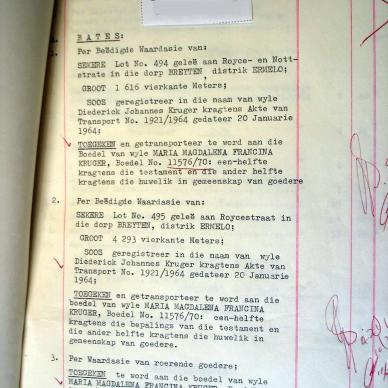 B A T E S:
Per Beëdigde Waardasie van:
SEKERE Lot No. 494 geleë aan Royce- en Nott-
strate in die dorp BREYTEN, distrik ERMELO;
GROOT 1 616 vierkante Meters;
SOOS geregistreer in die naam van wyle
Diederick Johannes Kruger kragtens Akte van
Transport No. 1921/1964 gedateer 20 Januarie
1964;
TOEGEKEN en getransporteer te word aan die
Boedel van wyle MARIA MAGDALENA FRANCINA
KRUGER, Boedel No. 11576/70: een-helfte
kragtens die testament en die ander helfte
kragtens die huwelik in gemeenskap van goedere
2. Per Beëdigde Waardasie van:
SEKERE Lot No. 495 geleë aan Roycestraat in
die dorp BREYTEN, distrik ERMELO;
GROOT 4 293 vierkante Meters;
SOOS geregistreer in die naam van wyle
Diederick Johannes Kruger kragtens Akte van
Transport No. 1921/1964 gedateer 20 Januarie
1964;
TOEGEKEN en getransporteer te word aan die
boedel van wyle MARIA MAGDALENA FRANCINA
KRUGER, Boedel No. 11576/70: een-helfte
kragtens die bepalings van die testament en
die ander helfte kragtens die huwelik in
gemeenskap van goedere.
3. Per Waardasie van roerende goedere;
TOEGEKEN te word aan die boedel van wyle
MARIA MAGDALENA FRANCINA KRUGER